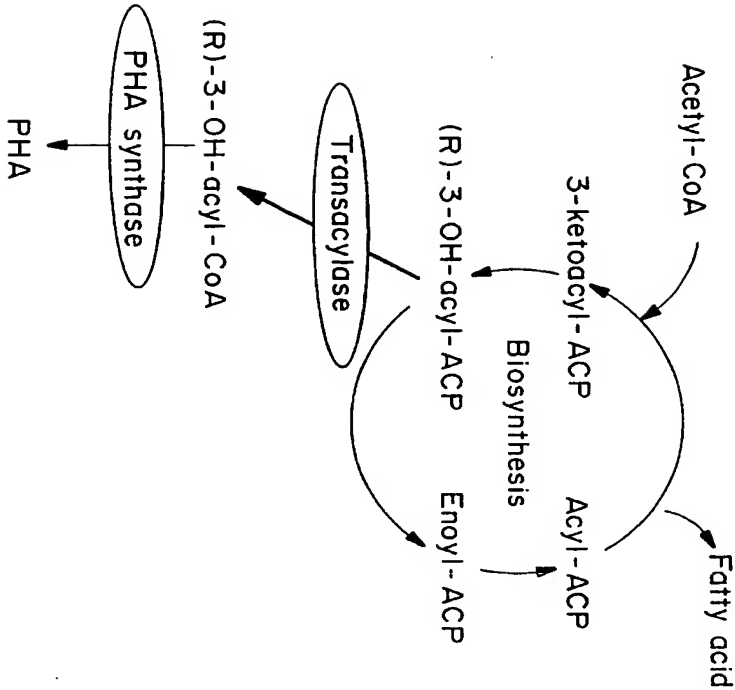 Acetyl-CoA
Fatty acid
3-ketoacyl-ACP
Acyl-ACP
Biosynthesis
(R)-3-OH-acyl-ACP
Enoyl-ACP
Transacylase
(R)-3-OH-acyl-CoA
PHA synthase
PHA